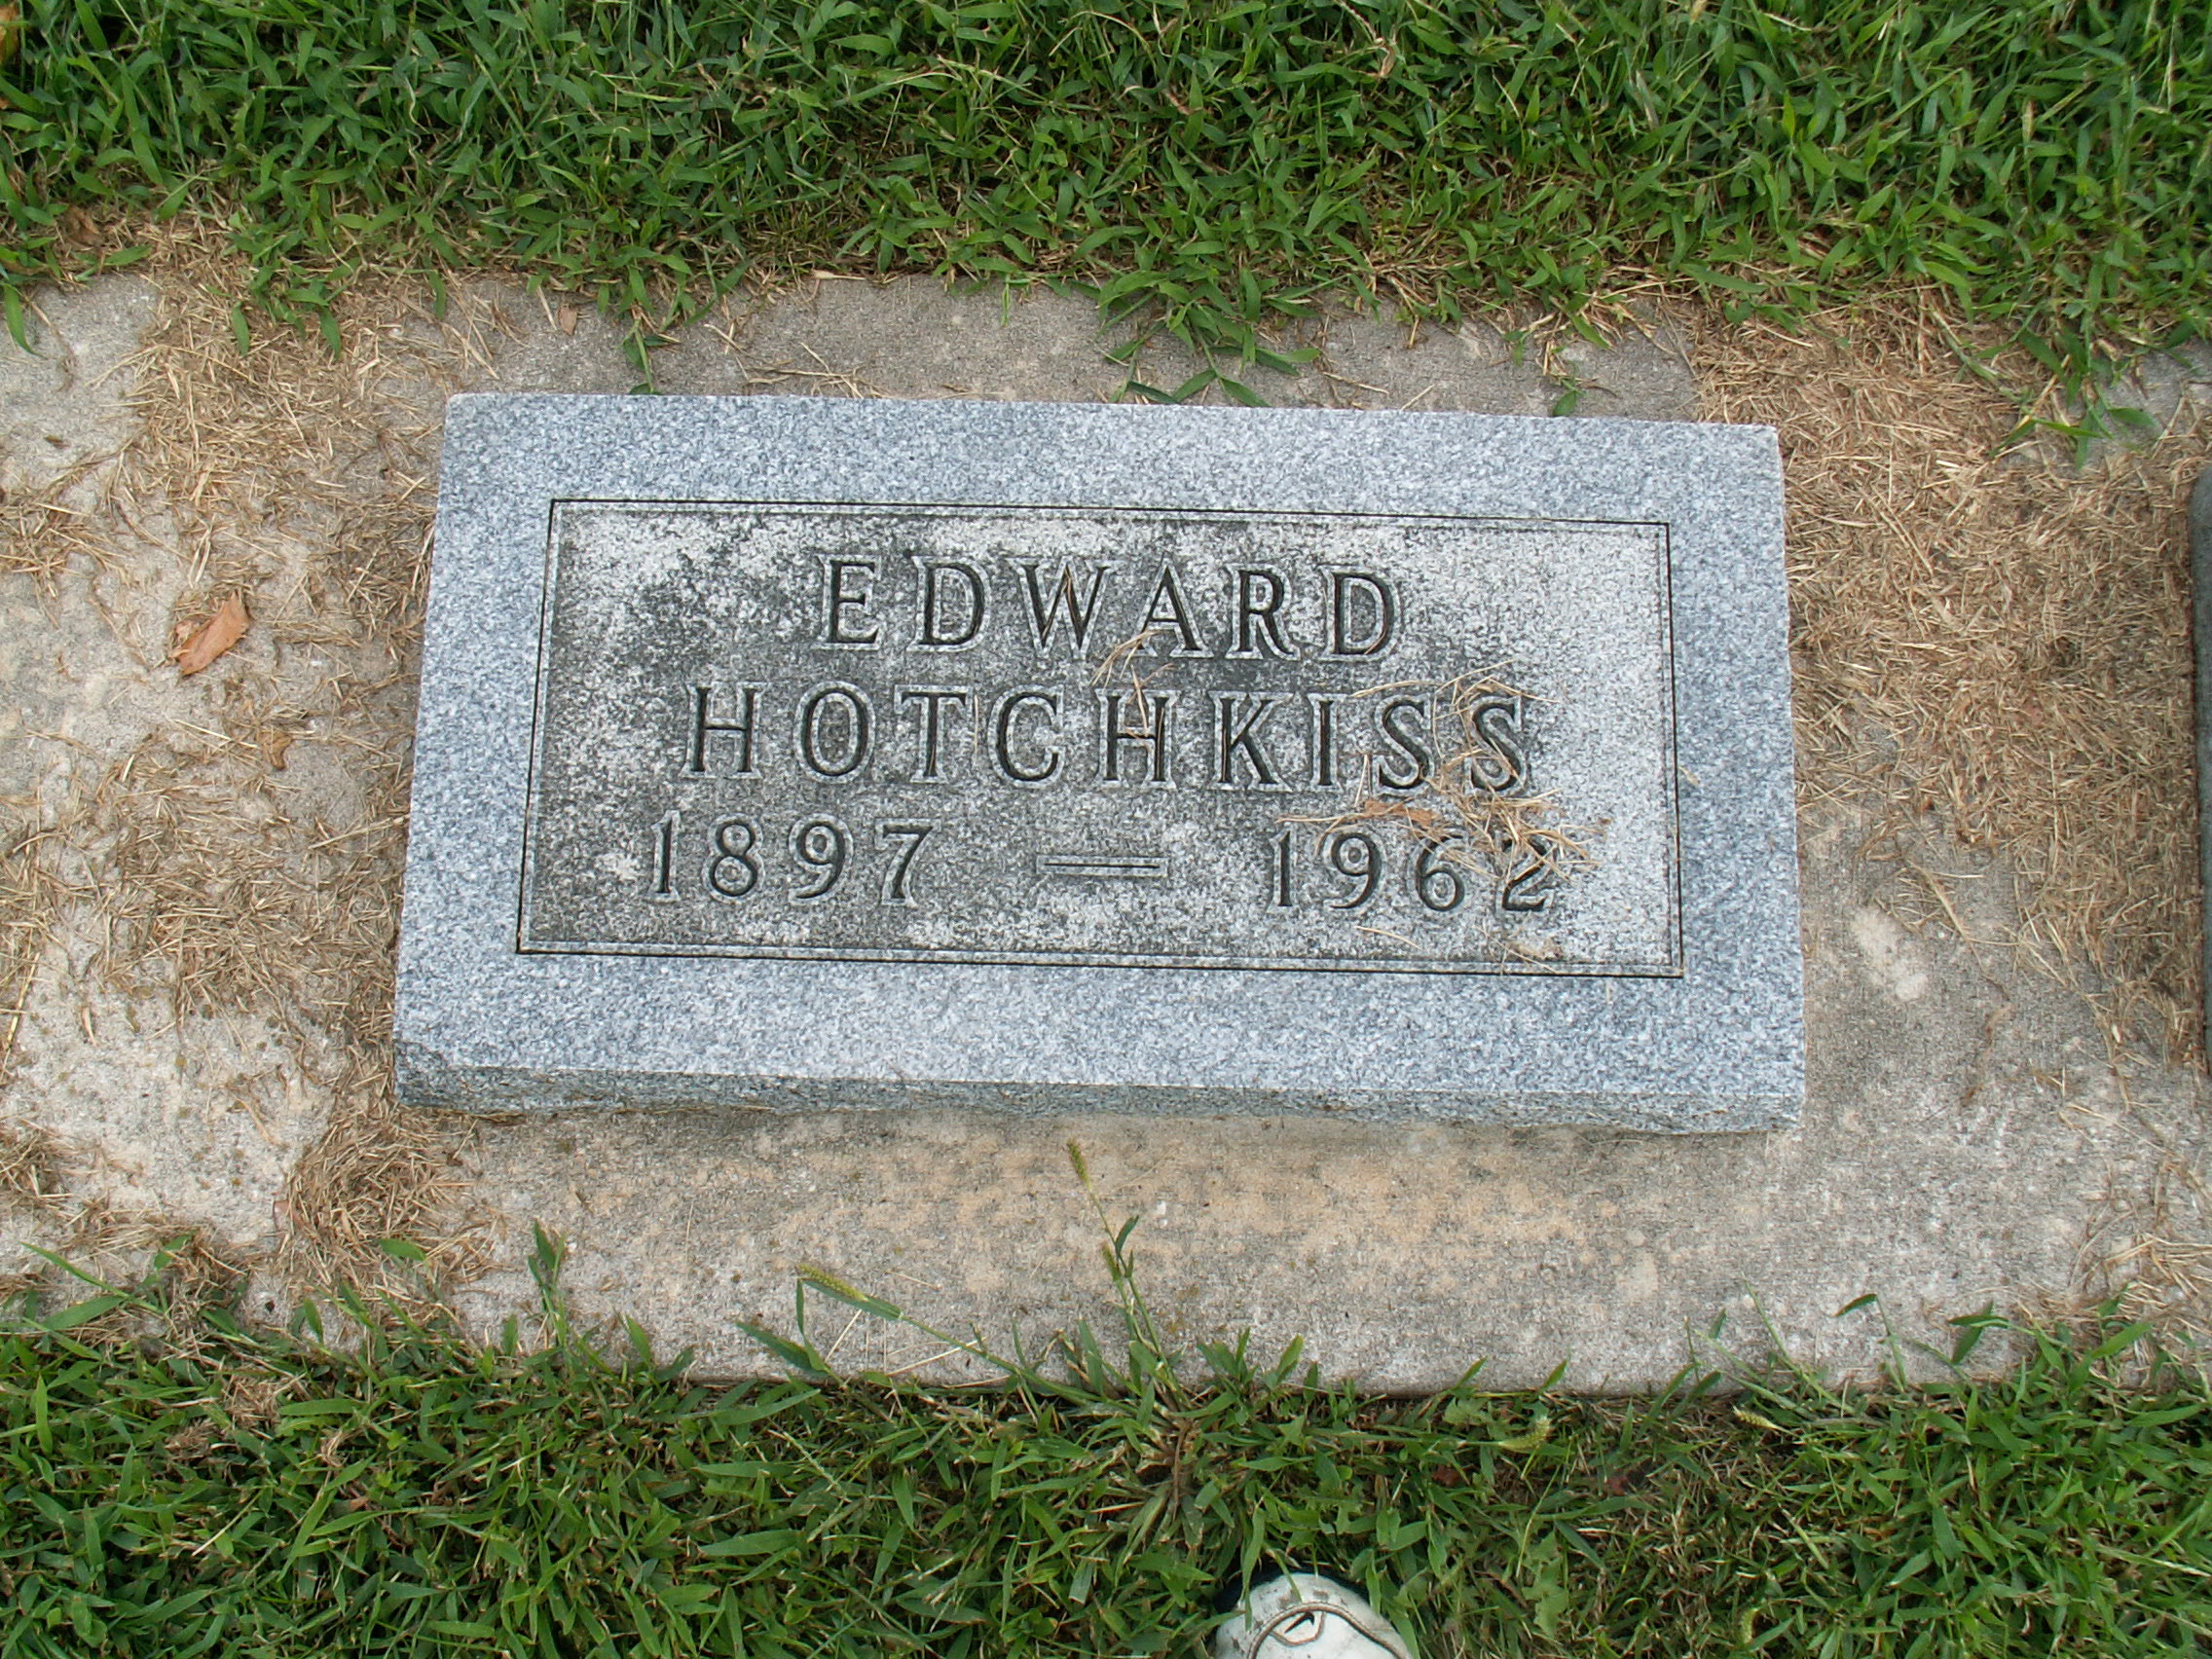 EDWARD
HOTCHKISS
1897 = 1962